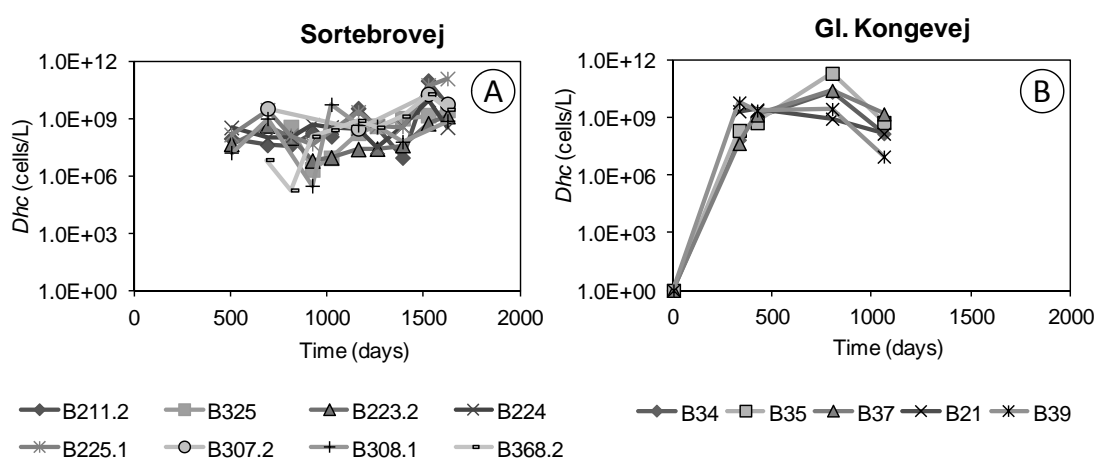 Sortebrovej
1.0E+12
1.0E+09
1.0E+06
1.0E+03
1.0E+00
Dhc (cells/L)
A
0 500 1000 1500 2000
Time (days)
B211.2 B325 B223.2 B224
B225.1 B307.2 B308.1 B368.2
Gl. Kongevej
1.0E+12
1.0E+09
1.0E+06
1.0E+03
1.0E+00
Dhc (cells/L)
B
0 500 1000 1500 2000
Time (days)
B34 B35 B37 B21 B39